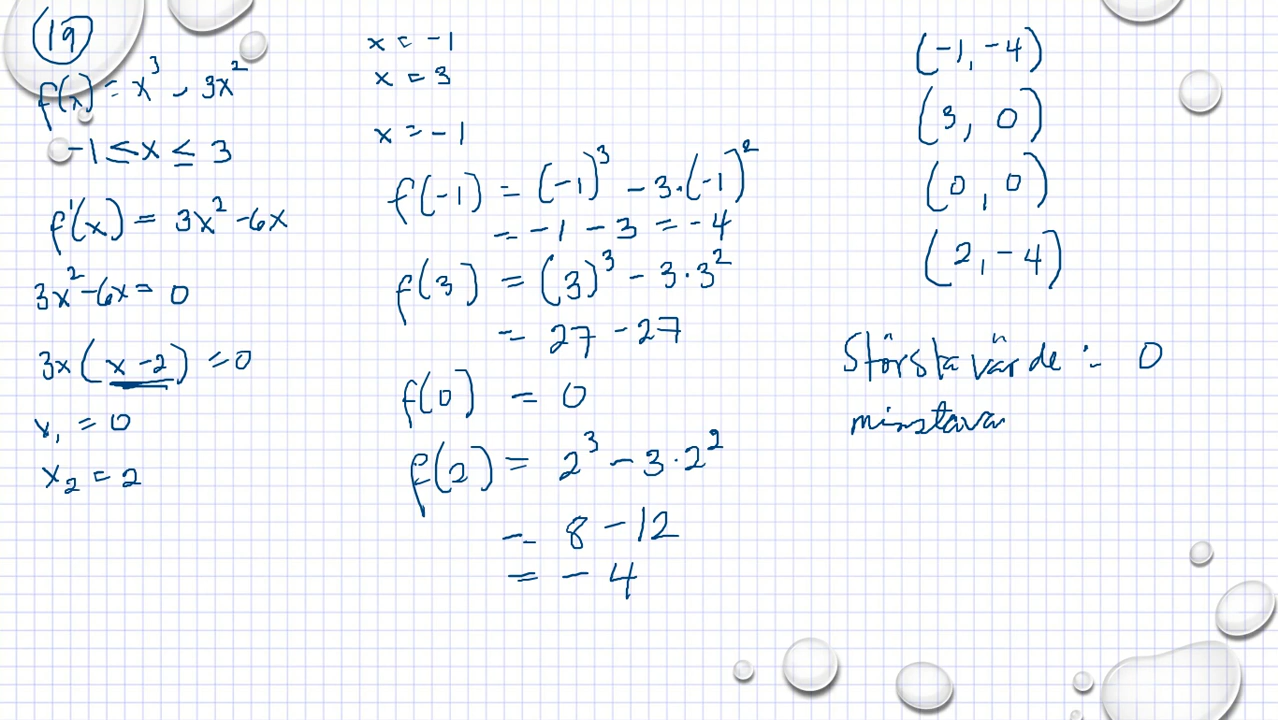 19
f(x) = x³ - 3x²
-1 ≤ x ≤ 3
f'(x) = 3x² - 6x
3x² - 6x = 0
3x (x - 2) = 0
x₁ = 0
x₂ = 2
x = -1
x = 3
x = -1
f(-1) = (-1)³ - 3·(-1)²
= -1 - 3 = -4
f(3) = (3)³ - 3·3²
= 27 - 27
f(0) = 0
f(2) = 2³ - 3·2²
= 8 - 12
= -4
(-1, -4)
(3, 0)
(0, 0)
(2, -4)
Största värde :- 0
minsta vä